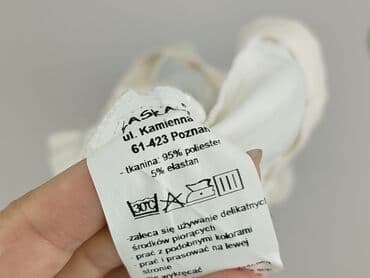 ul. Kamienna
61-423 Poznań
- tkanina: 95% poliester
5% elastan
30°C
-zaleca się używanie delikatnych
środków piorących
- prać z podobnymi kolorami
- prać i prasować na lewej
stronie